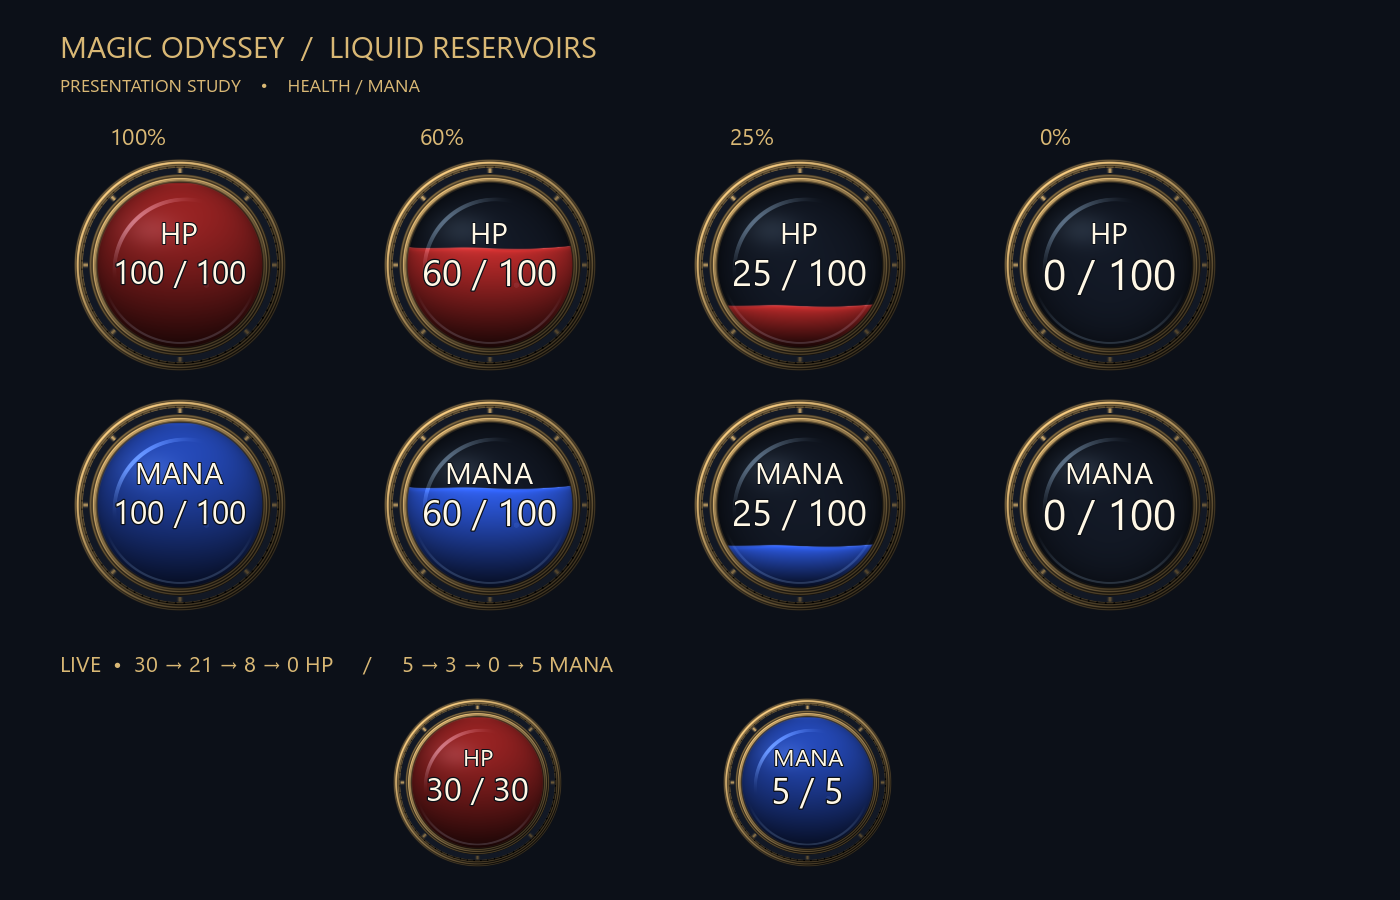 MAGIC ODYSSEY / LIQUID RESERVOIRS
PRESENTATION STUDY • HEALTH / MANA
100% 60% 25% 0%
HP HP HP HP
100 / 100 60 / 100 25 / 100 0 / 100
MANA MANA MANA MANA
100 / 100 60 / 100 25 / 100 0 / 100
LIVE • 30 → 21 → 8 → 0 HP / 5 → 3 → 0 → 5 MANA
HP MANA
30 / 30 5 / 5